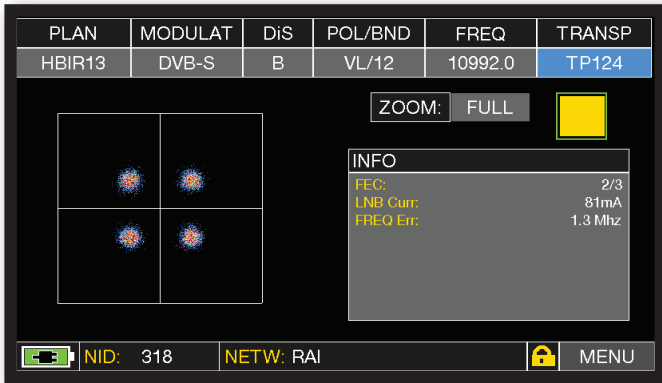 PLAN MODULAT DiS POL/BND FREQ TRANSP
HBIR13 DVB-S B VL/12 10992.0 TP124
ZOOM: FULL
INFO
FEC: 2/3
LNB Curr: 81mA
FREQ Err: 1.3 Mhz
NID: 318 NETW: RAI MENU